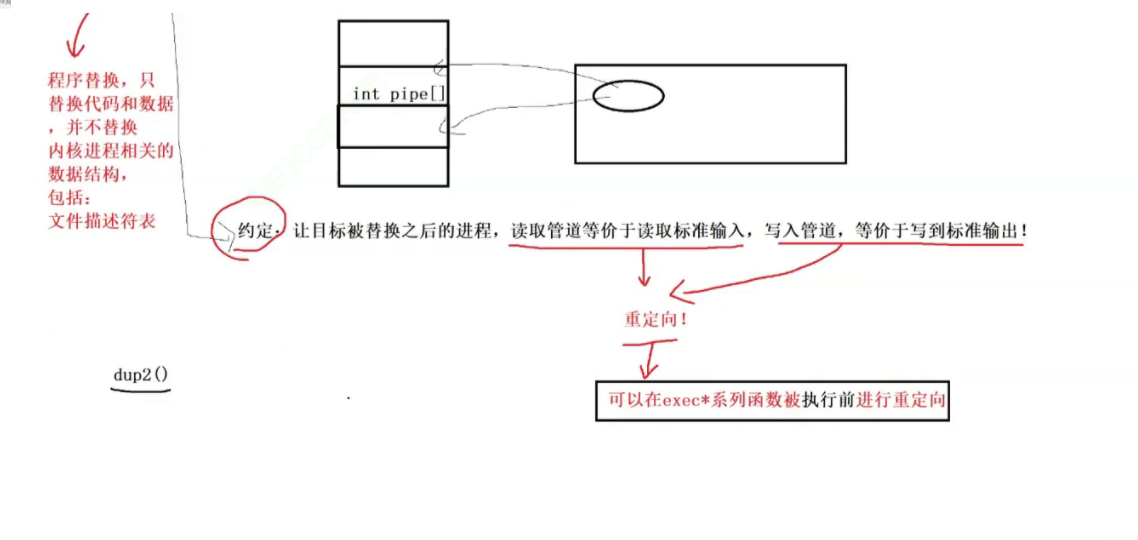 程序替换，只
替换代码和数据
，并不替换
内核进程相关的
数据结构，
包括：
文件描述符表
int pipe[]
约定：让目标被替换之后的进程，读取管道等价于读取标准输入，写入管道，等价于写到标准输出！
重定向！
dup2()
可以在exec*系列函数被执行前进行重定向